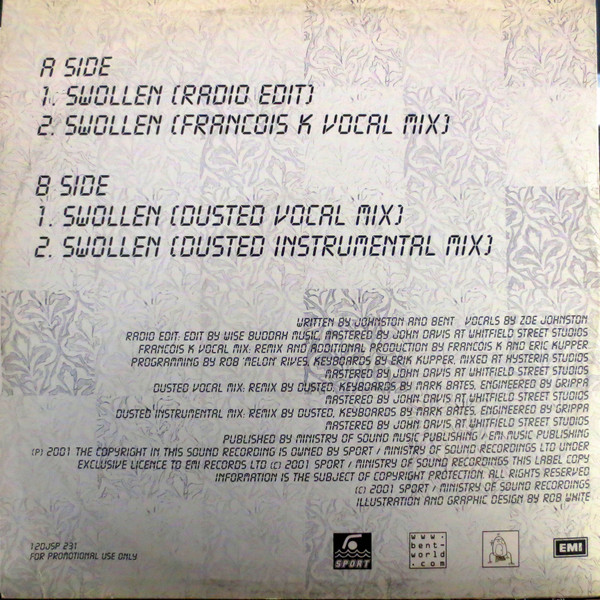 A SIDE
1. SWOLLEN (RADIO EDIT)
2. SWOLLEN (FRANCOIS K VOCAL MIX)
B SIDE
1. SWOLLEN (DUSTED VOCAL MIX)
2. SWOLLEN (DUSTED INSTRUMENTAL MIX)
WRITTEN BY JOHNSTON AND BENT VOCALS BY ZOE JOHNSTON
RADIO EDIT: EDIT BY WISE BUDDAH MUSIC, MASTERED BY JOHN DAVIS AT WHITFIELD STREET STUDIOS
FRANCOIS K VOCAL MIX: REMIX AND ADDITIONAL PRODUCTION BY FRANCOIS K AND ERIC KUPPER
PROGRAMMING BY ROB 'MELON' RIVES, KEYBOARDS BY ERIK KUPPER, MIXED AT HYSTERIA STUDIOS
MASTERED BY JOHN DAVIS AT WHITFIELD STREET STUDIOS
DUSTED VOCAL MIX: REMIX BY DUSTED, KEYBOARDS BY MARK BATES, ENGINEERED BY GRIPPA
MASTERED BY JOHN DAVIS AT WHITFIELD STREET STUDIOS
DUSTED INSTRUMENTAL MIX: REMIX BY DUSTED, KEYBOARDS BY MARK BATES, ENGINEERED BY GRIPPA
MASTERED BY JOHN DAVIS AT WHITFIELD STREET STUDIOS
PUBLISHED BY MINISTRY OF SOUND MUSIC PUBLISHING / EMI MUSIC PUBLISHING
(P) 2001 THE COPYRIGHT IN THIS SOUND RECORDING IS OWNED BY SPORT / MINISTRY OF SOUND RECORDINGS LTD UNDER
EXCLUSIVE LICENCE TO EMI RECORDS LTD (C) 2001 SPORT / MINISTRY OF SOUND RECORDINGS THIS LABEL COPY
INFORMATION IS THE SUBJECT OF COPYRIGHT PROTECTION. ALL RIGHTS RESERVED
(C) 2001 SPORT / MINISTRY OF SOUND RECORDINGS
ILLUSTRATION AND GRAPHIC DESIGN BY ROB WHITE
12DJSP 231
FOR PROMOTIONAL USE ONLY
SPORT
www.
bent-
world.
com
EMI